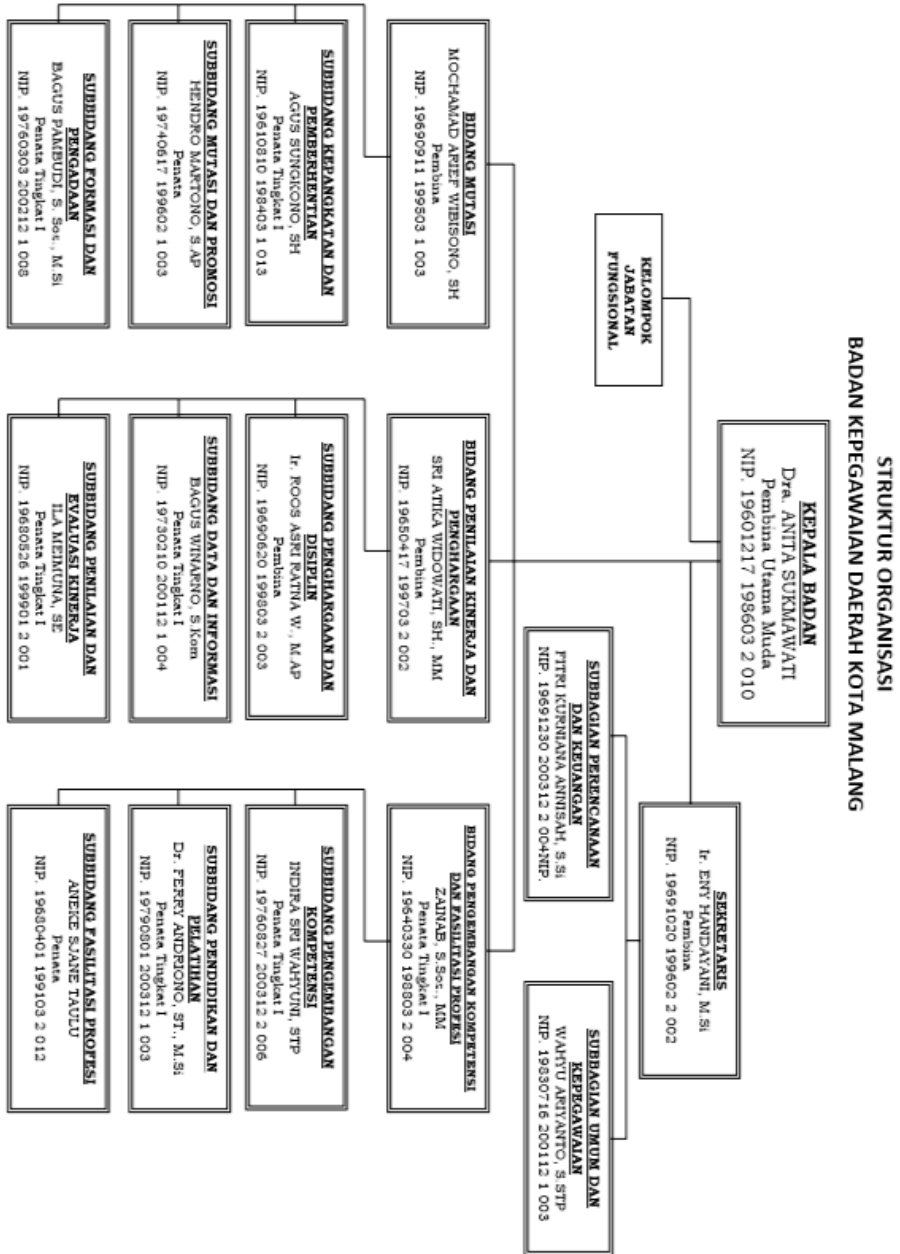 STRUKTUR ORGANISASI
BADAN KEPEGAWAIAN DAERAH KOTA MALANG
KEPALA BADAN
Dra. ANITA SUKMAWATI
Pembina Utama Muda
NIP. 19601217 198603 2 010
KELOMPOK
JABATAN
FUNGSIONAL
SEKRETARIS
Ir. ENY HANDAYANI, M.Si
Pembina
NIP. 19691020 199602 2 002
SUBBAGIAN PERENCANAAN
DAN KEUANGAN
FITRI KURNIANA ANNISAH, S.Si
NIP. 19691230 200312 2 004NIP.
SUBBAGIAN UMUM DAN
KEPEGAWAIAN
WAHYU ARIYANTO, S.STP
NIP. 19830716 200112 1 003
BIDANG MUTASI
MOCHAMAD ARIEF WIBISONO, SH
Pembina
NIP. 19690911 199503 1 003
SUBBIDANG KEPANGKATAN DAN
PEMBERHENTIAN
AGUS SUNGKONO, SH
Penata Tingkat I
NIP. 19610810 198403 1 013
SUBBIDANG MUTASI DAN PROMOSI
HENDRO MARTONO, S.AP
Penata
NIP. 19740617 199602 1 003
SUBBIDANG FORMASI DAN
PENGADAAN
BAGUS PAMBUDI, S. Sos., M.Si
Penata Tingkat I
NIP. 19760303 200212 1 008
BIDANG PENILAIAN KINERJA DAN
PENGHARGAAN
SRI ATIKA WIDOWATI, SH., MM
Pembina
NIP. 19650417 199703 2 002
SUBBIDANG PENGHARGAAN DAN
DISIPLIN
Ir. ROOS ASRI RATNA W., M.AP
Pembina
NIP. 19690620 199803 2 003
SUBBIDANG DATA DAN INFORMASI
BAGUS WINARNO, S.Kom
Penata Tingkat I
NIP. 19730210 200112 1 004
SUBBIDANG PENILAIAN DAN
EVALUASI KINERJA
ILA MEIMUNA, SE
Penata Tingkat I
NIP. 19680526 199901 2 001
BIDANG PENGEMBANGAN KOMPETENSI
DAN FASILITASI PROFESI
ZAINAB, S.Sos., MM
Penata Tingkat I
NIP. 19640330 198803 2 004
SUBBIDANG PENGEMBANGAN
KOMPETENSI
INDIRA SRI WAHYUNI, STP
Penata Tingkat I
NIP. 19760827 200312 2 006
SUBBIDANG PENDIDIKAN DAN
PELATIHAN
Dr. FERRY ANDRIONO, ST., M.Si
Penata Tingkat I
NIP. 19790801 200312 1 003
SUBBIDANG FASILITASI PROFESI
ANEKE SJANE TAULU
Penata
NIP. 19680401 199103 2 012